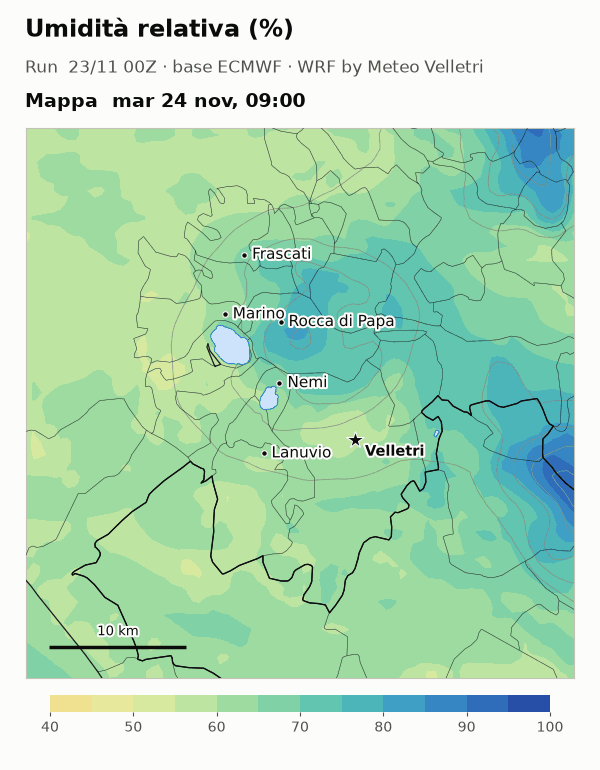 Umidità relativa (%)
Run  23/11 00Z · base ECMWF · WRF by Meteo Velletri
Mappa  mar 24 nov, 09:00
Frascati
Marino
Rocca di Papa
Nemi
Velletri
Lanuvio
10 km
40 50 60 70 80 90 100